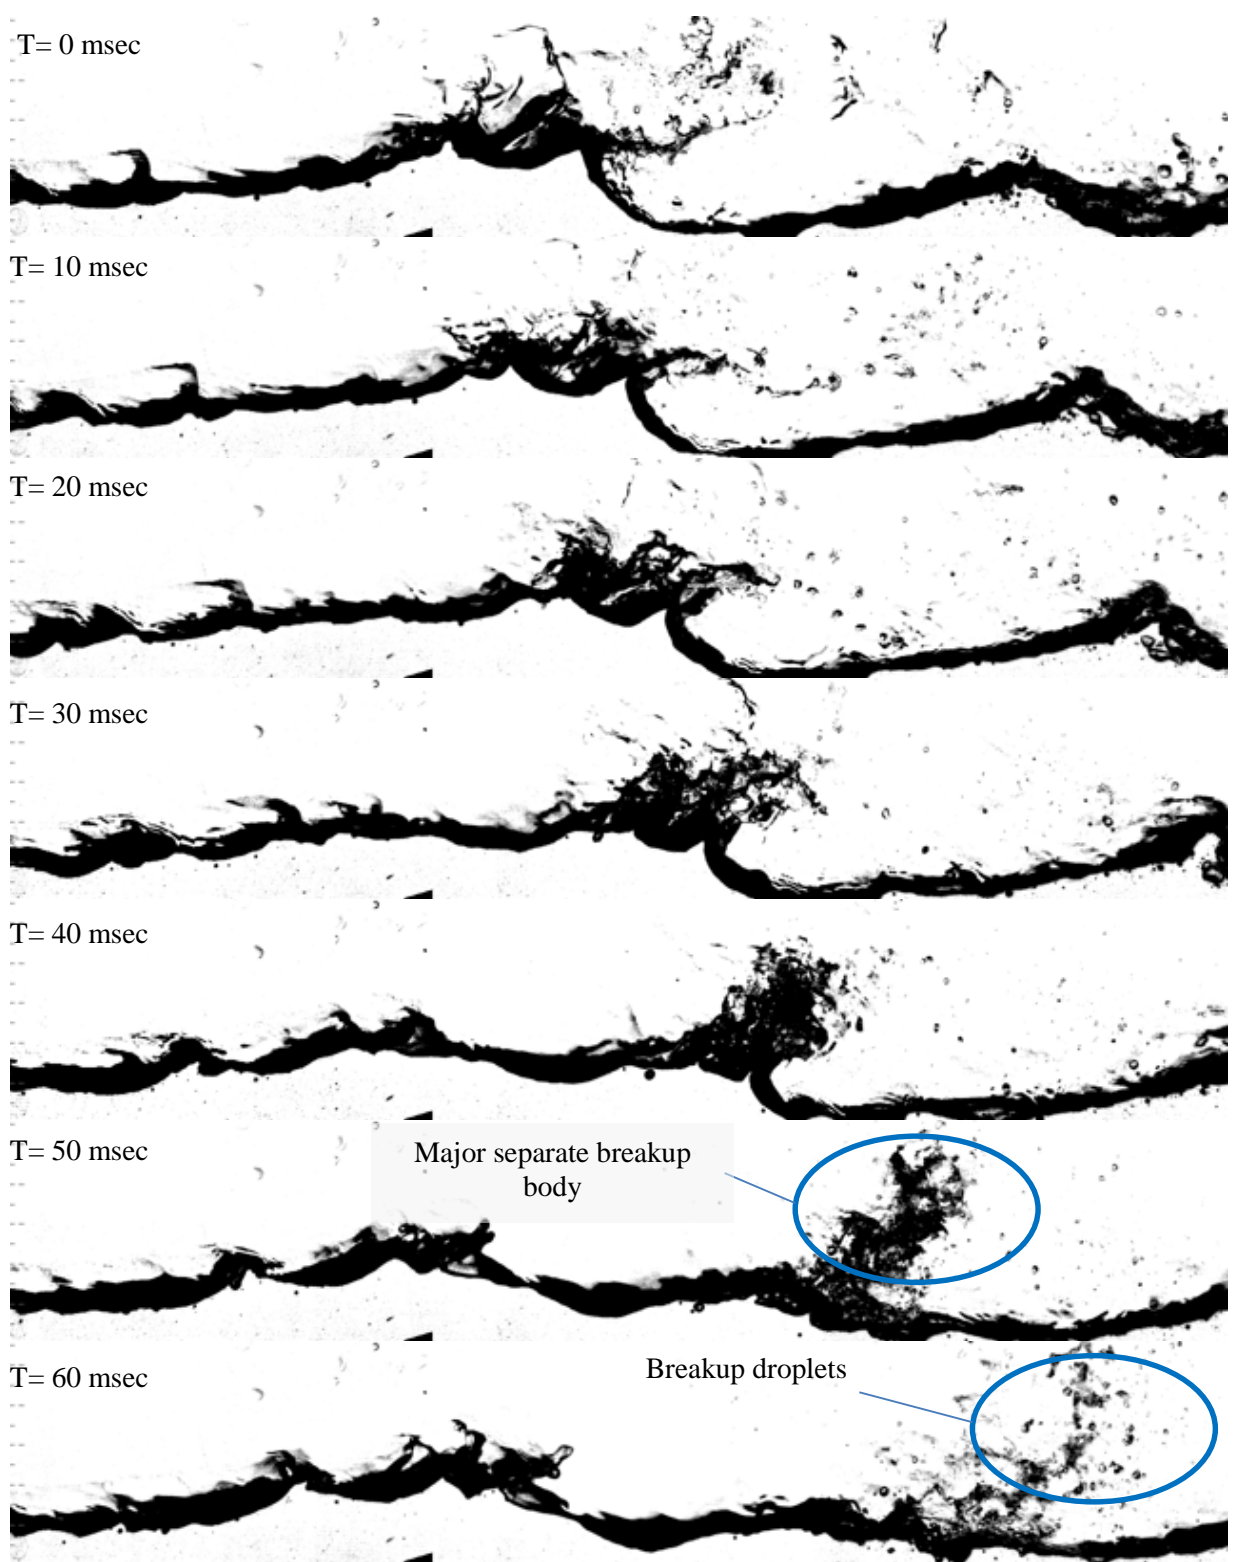 T= 0 msec
T= 10 msec
T= 20 msec
T= 30 msec
T= 40 msec
T= 50 msec
Major separate breakup
body
T= 60 msec
Breakup droplets